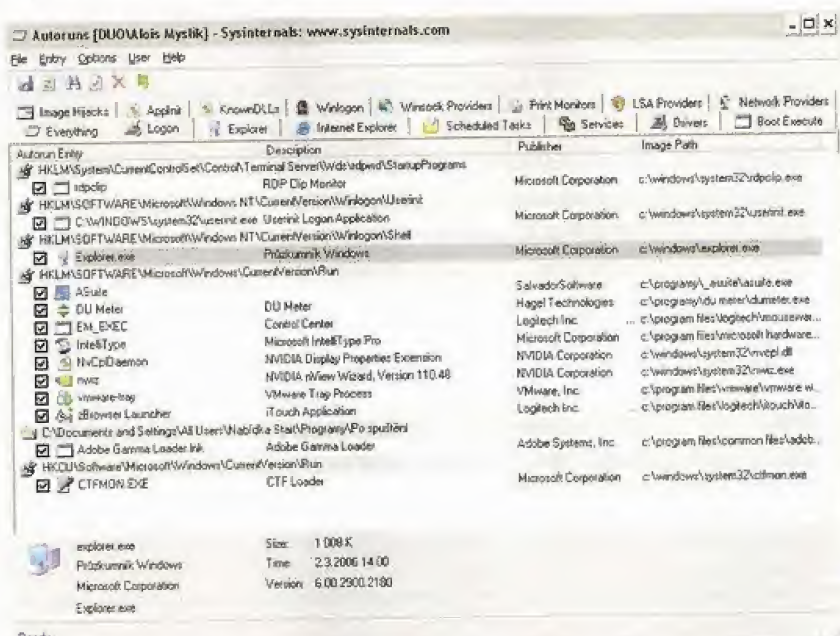 Autoruns [DUO\Alois Myslik] - Sysinternals: www.sysinternals.com
File Entry Options User Help
Image Hijacks AppInit KnownDLLs Winlogon Winsock Providers Print Monitors LSA Providers Network Providers
Everything Logon Explorer Internet Explorer Scheduled Tasks Services Drivers Boot Execute
Autorun Entry Description Publisher Image Path
HKLM\System\CurrentControlSet\Control\Terminal Server\Wds\rdpwd\StartupPrograms
rdpclip RDP Clip Monitor Microsoft Corporation c:\windows\system32\rdpclip.exe
HKLM\SOFTWARE\Microsoft\Windows NT\CurrentVersion\Winlogon\Userinit
C:\WINDOWS\system32\userinit.exe Userinit Logon Application Microsoft Corporation c:\windows\system32\userinit.exe
HKLM\SOFTWARE\Microsoft\Windows NT\CurrentVersion\Winlogon\Shell
Explorer.exe Průzkumník Windows Microsoft Corporation c:\windows\explorer.exe
HKLM\SOFTWARE\Microsoft\Windows\CurrentVersion\Run
ASuite SalvadorSoftware c:\programy\_asuite\asuite.exe
DU Meter DU Meter Hagel Technologies c:\programy\du meter\dumeter.exe
EM_EXEC Control Center Logitech Inc. ... c:\program files\logitech\mousewar...
IntelliType Microsoft IntelliType Pro Microsoft Corporation c:\program files\microsoft hardware...
NvCplDaemon NVIDIA Display Properties Extension NVIDIA Corporation c:\windows\system32\nvcpl.dll
nwiz NVIDIA nView Wizard, Version 110.48 NVIDIA Corporation c:\windows\system32\nwiz.exe
vmware-tray VMware Tray Process VMware, Inc. c:\program files\vmware\vmware w...
zBrowser Launcher iTouch Application Logitech Inc. c:\program files\logitech\itouch\ito...
C:\Documents and Settings\All Users\Nabídka Start\Programy\Po spuštění
Adobe Gamma Loader.lnk Adobe Gamma Loader Adobe Systems, Inc. c:\program files\common files\adob...
HKCU\Software\Microsoft\Windows\CurrentVersion\Run
CTFMON.EXE CTF Loader Microsoft Corporation c:\windows\system32\ctfmon.exe
explorer.exe Size: 1 008 K
Průzkumník Windows Time: 2.3.2006 14:00
Microsoft Corporation Version: 6.00.2900.2180
Explorer.exe